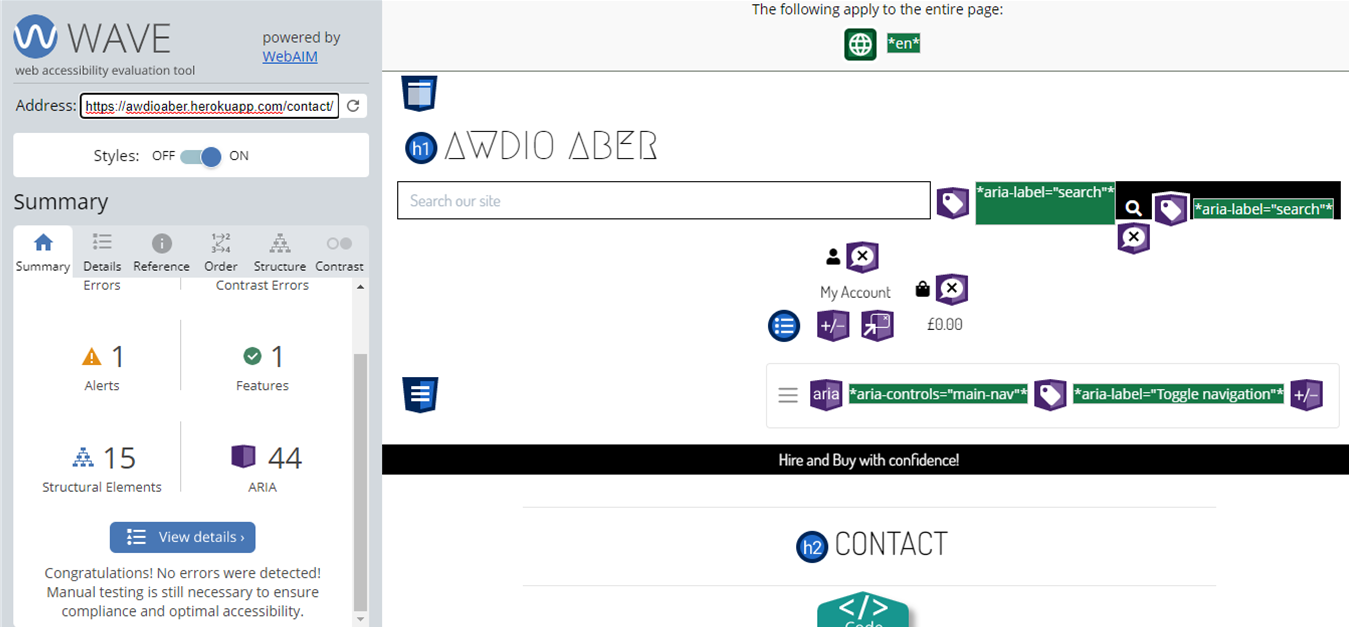 WAVE
web accessibility evaluation tool
powered by
WebAIM
Address: https://awdioaber.herokuapp.com/contact/
Styles: OFF ON
Summary
Summary Details Reference Order Structure Contrast
Errors Contrast Errors
1 1
Alerts Features
15 44
Structural Elements ARIA
View details ›
Congratulations! No errors were detected!
Manual testing is still necessary to ensure
compliance and optimal accessibility.
The following apply to the entire page:
*en*
h1 AWDIO ABER
Search our site *aria-label="search"* *aria-label="search"*
My Account
+/- £0.00
aria *aria-controls="main-nav"* *aria-label="Toggle navigation"* +/-
Hire and Buy with confidence!
h2 CONTACT
</>
Code